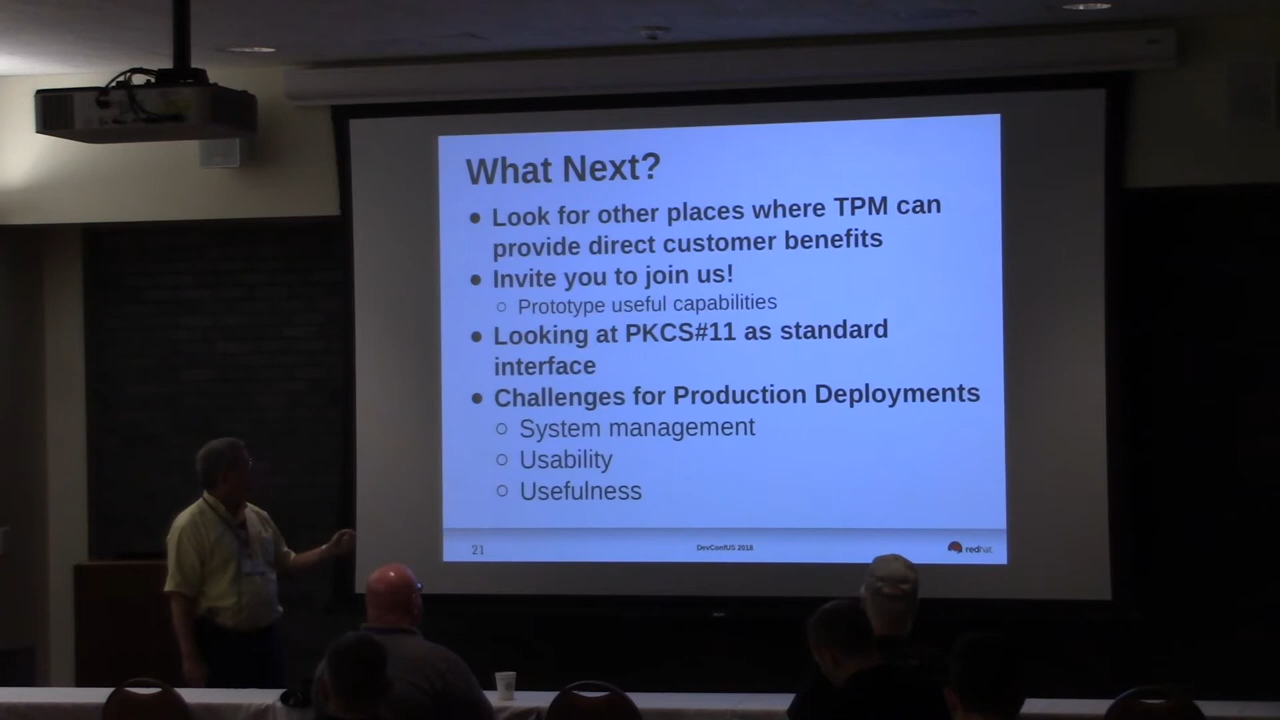 What Next?
● Look for other places where TPM can
provide direct customer benefits
● Invite you to join us!
○ Prototype useful capabilities
● Looking at PKCS#11 as standard
interface
● Challenges for Production Deployments
○ System management
○ Usability
○ Usefulness
21
DevConfUS 2018
redhat.